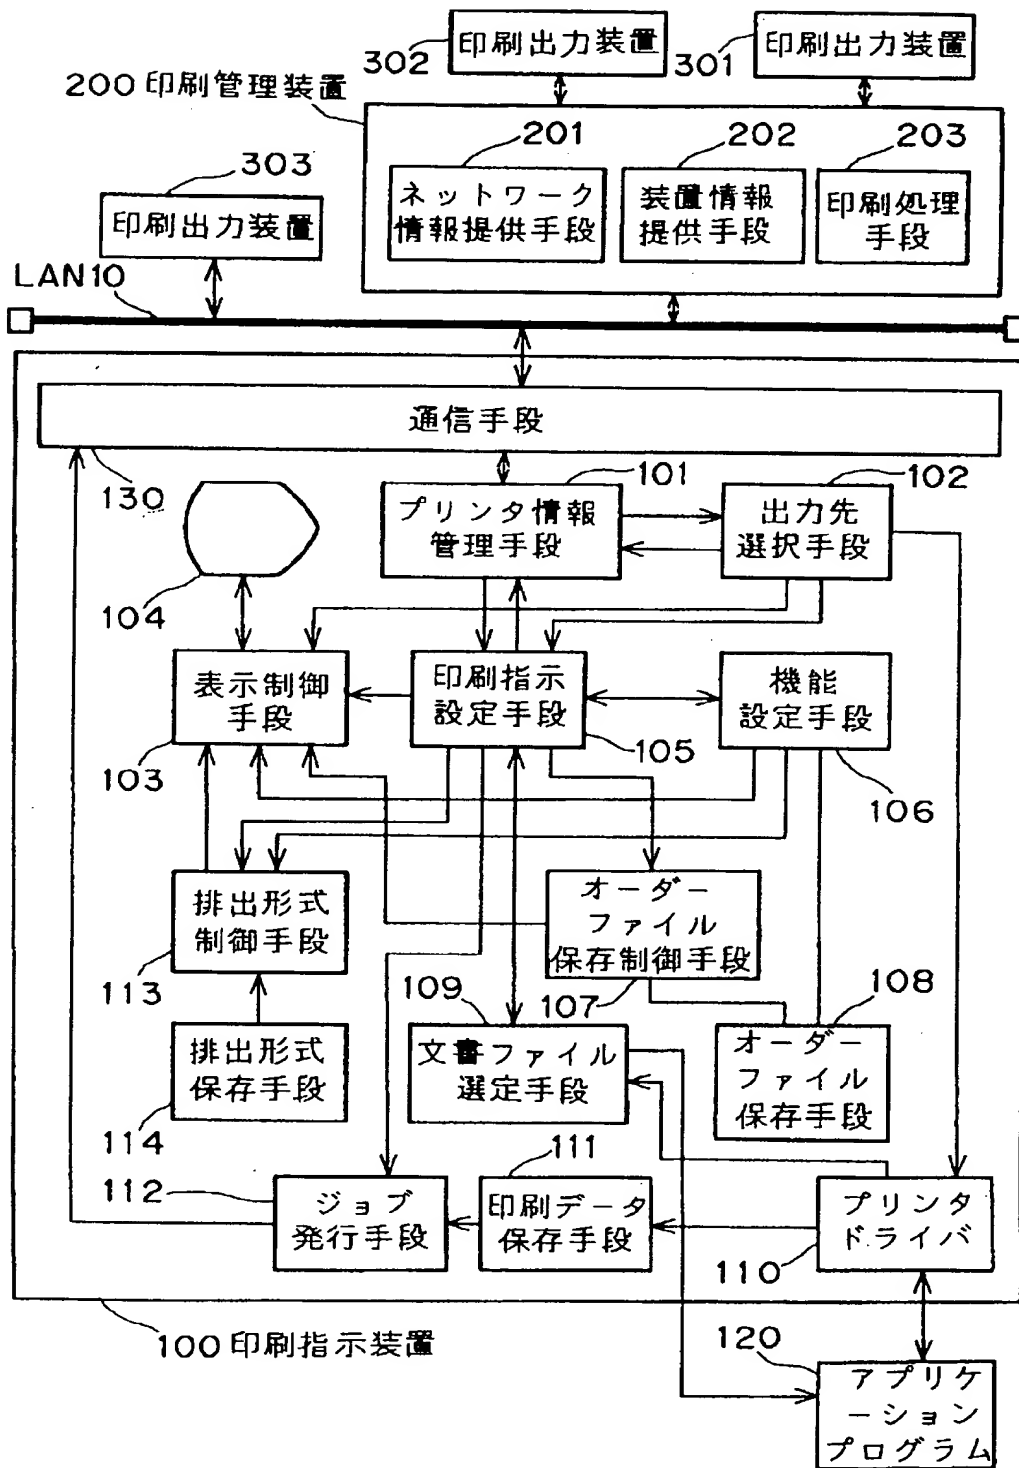 302
印刷出力装置
301
印刷出力装置
200 印刷管理装置
201
ネットワーク
情報提供手段
202
装置情報
提供手段
203
印刷処理
手段
303
印刷出力装置
LAN10
通信手段
130
104
101
プリンタ情報
管理手段
102
出力先
選択手段
表示制御
手段
103
印刷指示
設定手段
105
機能
設定手段
106
排出形式
制御手段
113
オーダー
ファイル
保存制御手段
107
109
文書ファイル
選定手段
108
オーダー
ファイル
保存手段
排出形式
保存手段
114
112
ジョブ
発行手段
111
印刷データ
保存手段
プリンタ
ドライバ
110
100 印刷指示装置
120
アプリケ
ーション
プログラム